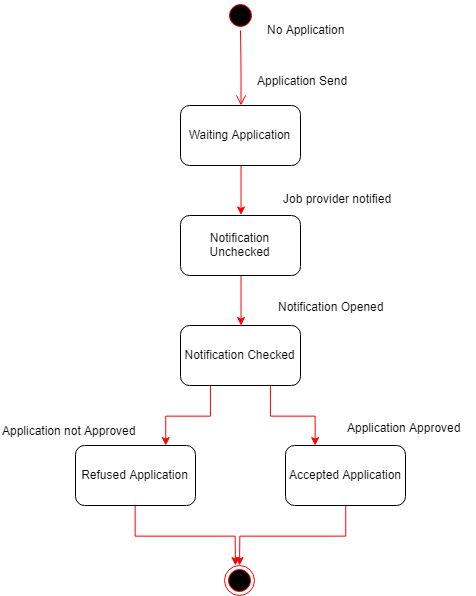 No Application
Application Send
Waiting Application
Job provider notified
Notification
Unchecked
Notification Opened
Notification Checked
Application not Approved
Application Approved
Refused Application
Accepted Application